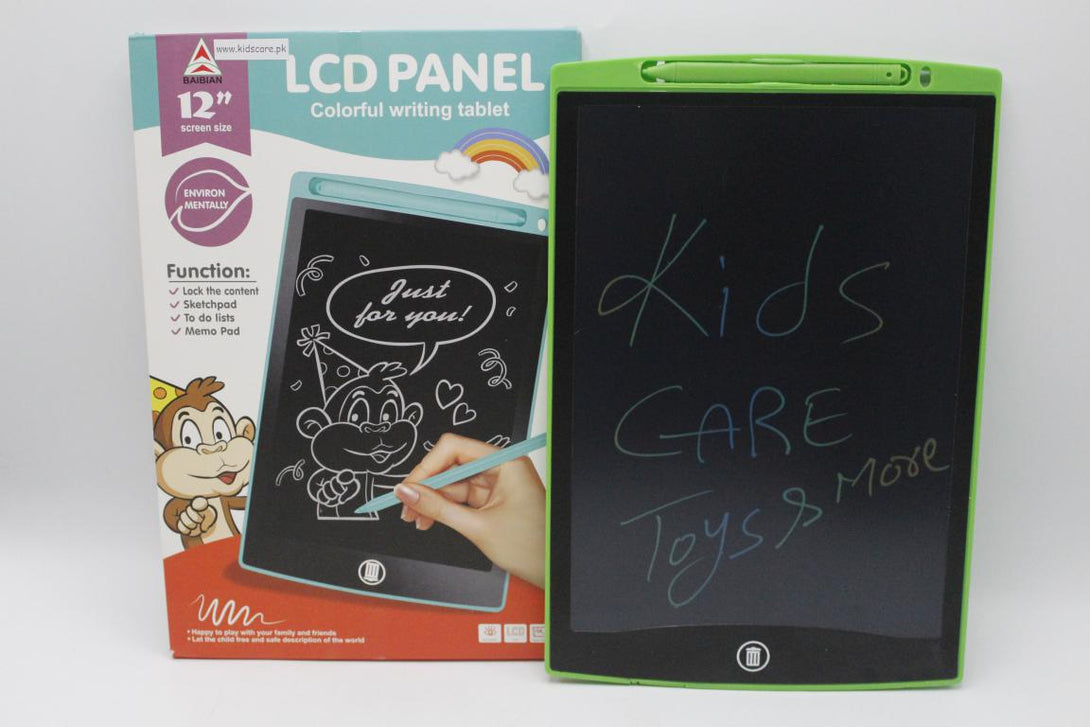 www.kidscare.pk
BAIBIAN
12”
screen size
LCD PANEL
Colorful writing tablet
ENVIRON
MENTALLY
Function:
Lock the content
Sketchpad
To do lists
Memo Pad
Just
for you!
• Happy to play with your family and friends
• Let the child free and safe description of the world
LCD
Kids
CARE
Toys & More